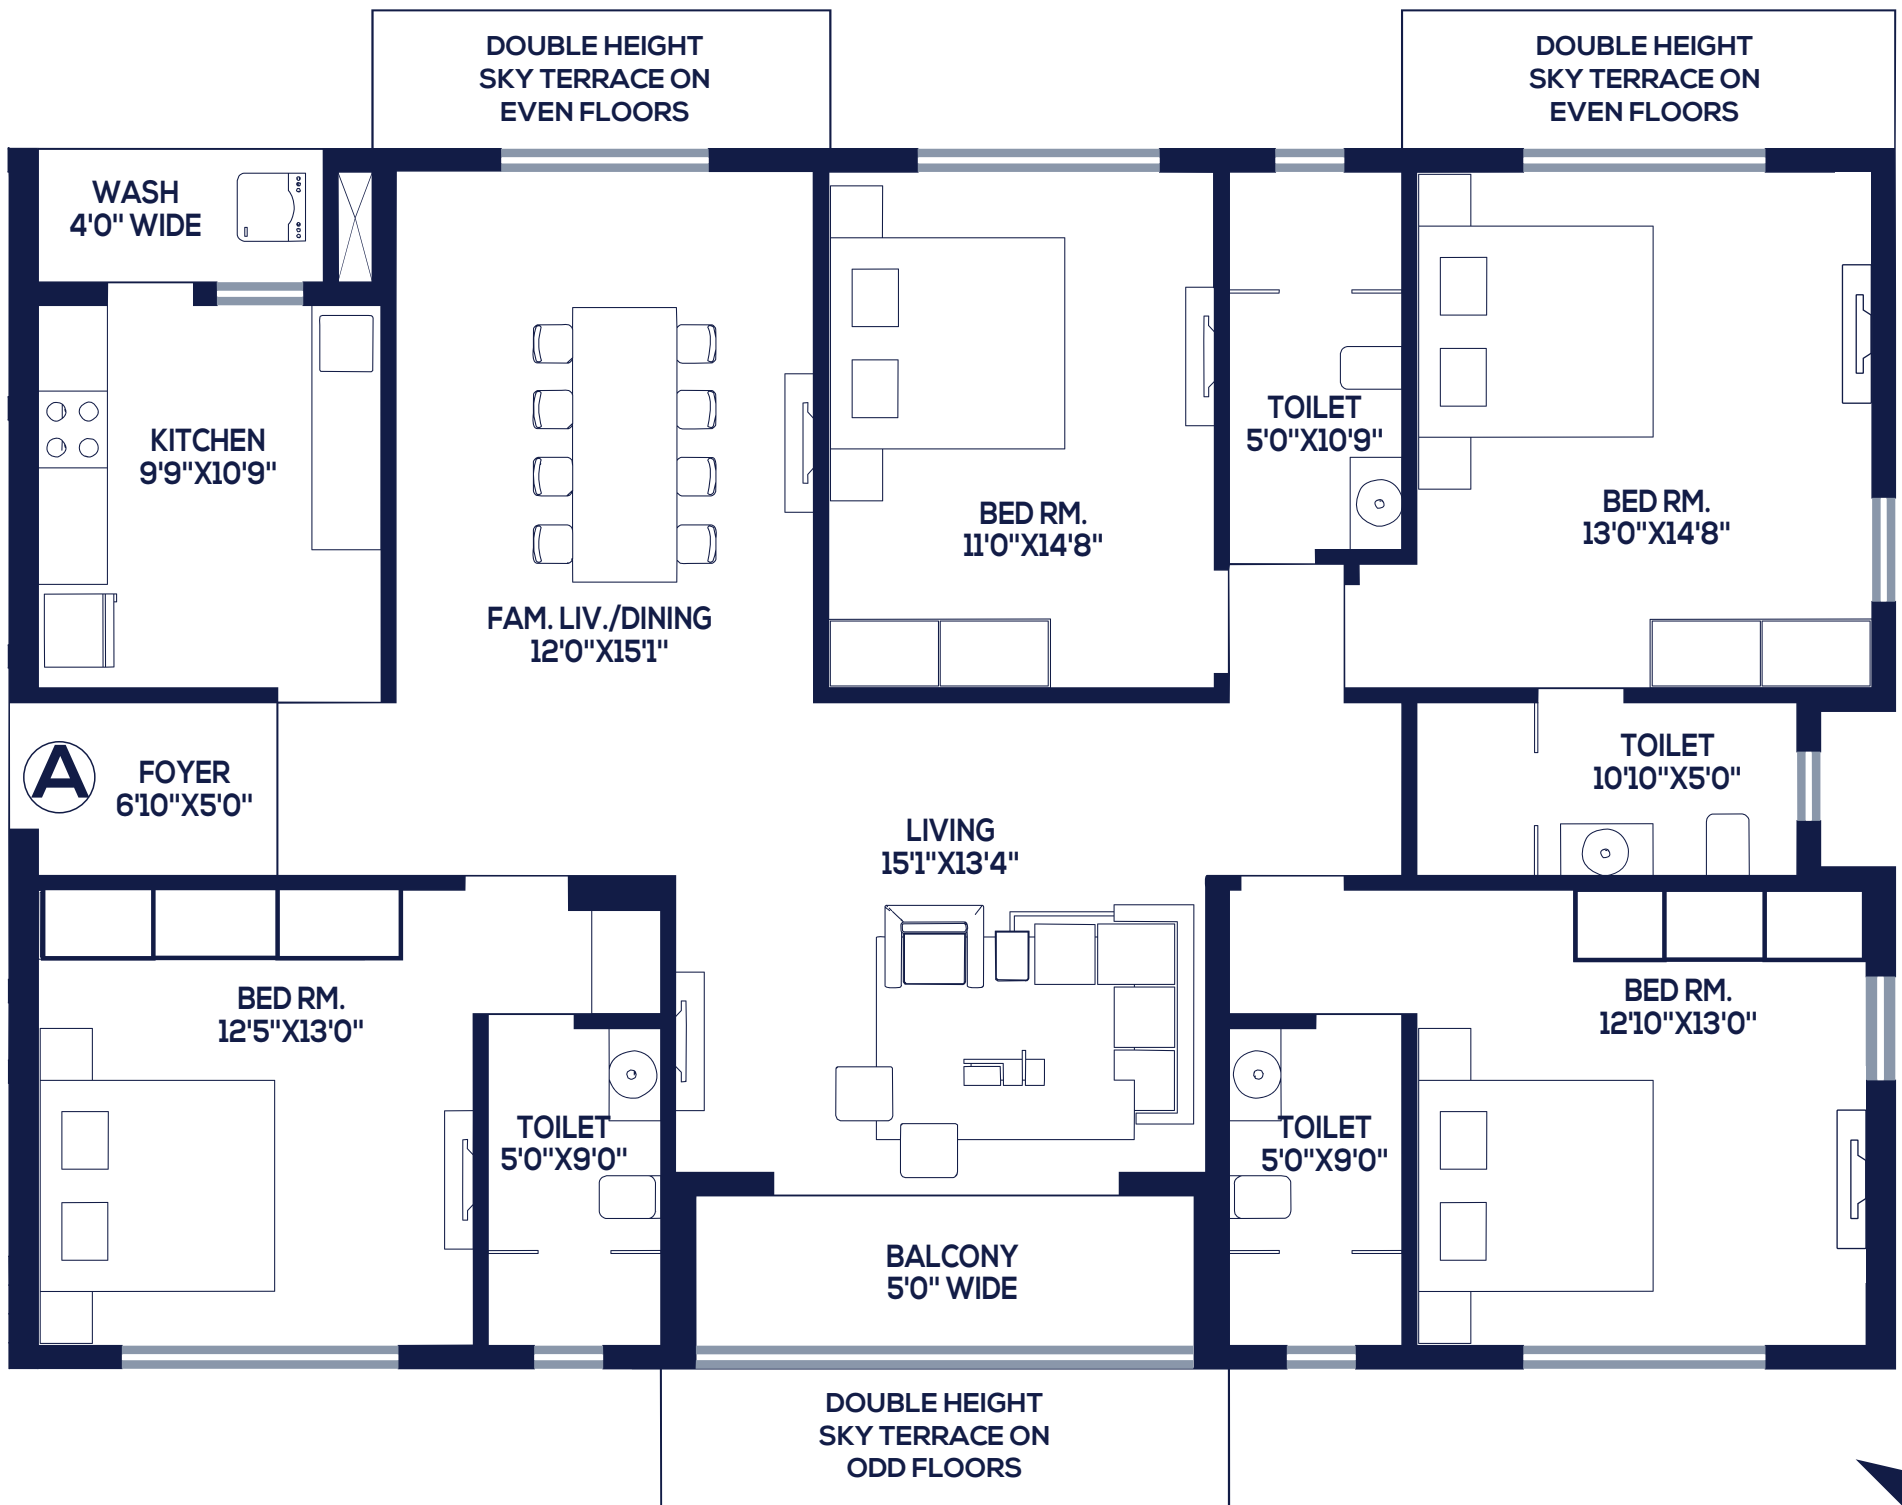 DOUBLE HEIGHT
SKY TERRACE ON
EVEN FLOORS
DOUBLE HEIGHT
SKY TERRACE ON
EVEN FLOORS
WASH
4'0" WIDE
KITCHEN
9'9"X10'9"
FAM. LIV./DINING
12'0"X15'1"
BED RM.
11'0"X14'8"
TOILET
5'0"X10'9"
BED RM.
13'0"X14'8"
A
FOYER
6'10"X5'0"
LIVING
15'1"X13'4"
TOILET
10'10"X5'0"
BED RM.
12'5"X13'0"
TOILET
5'0"X9'0"
BALCONY
5'0" WIDE
TOILET
5'0"X9'0"
BED RM.
12'10"X13'0"
DOUBLE HEIGHT
SKY TERRACE ON
ODD FLOORS